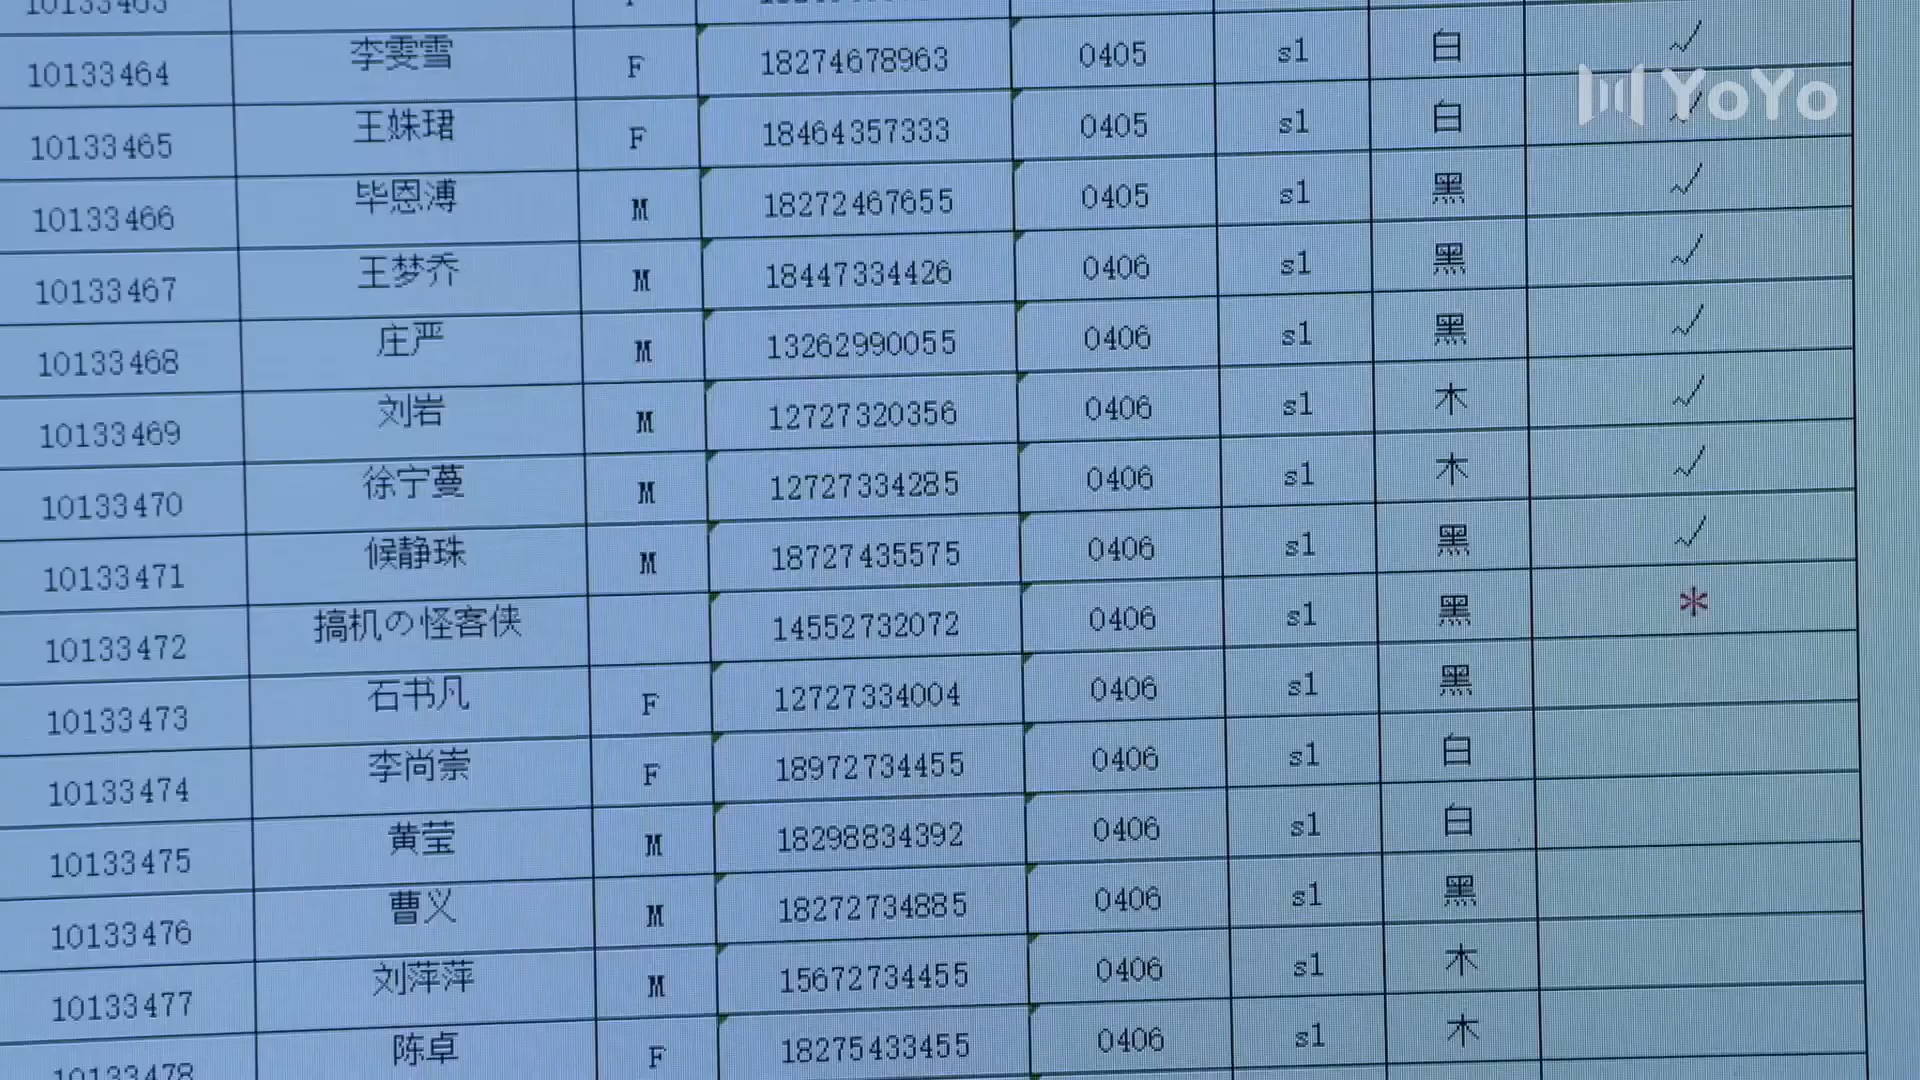 10133464 李雯雪 F 18274678963 0405 s1 白 ✓
YoYo
10133465 王姝珺 F 18464357333 0405 s1 白 ✓
10133466 毕恩溥 M 18272467655 0405 s1 黑 ✓
10133467 王梦乔 M 18447334426 0406 s1 黑 ✓
10133468 庄严 M 13262990055 0406 s1 黑 ✓
10133469 刘岩 M 12727320356 0406 s1 木 ✓
10133470 徐宁蔓 M 12727334285 0406 s1 木 ✓
10133471 候静珠 M 18727435575 0406 s1 黑 ✓
10133472 搞机の怪客侠 14552732072 0406 s1 黑 *
10133473 石书凡 F 12727334004 0406 s1 黑
10133474 李尚崇 F 18972734455 0406 s1 白
10133475 黄莹 M 18298834392 0406 s1 白
10133476 曹义 M 18272734885 0406 s1 黑
10133477 刘萍萍 M 15672734455 0406 s1 木
10133478 陈卓 F 18275433455 0406 s1 木